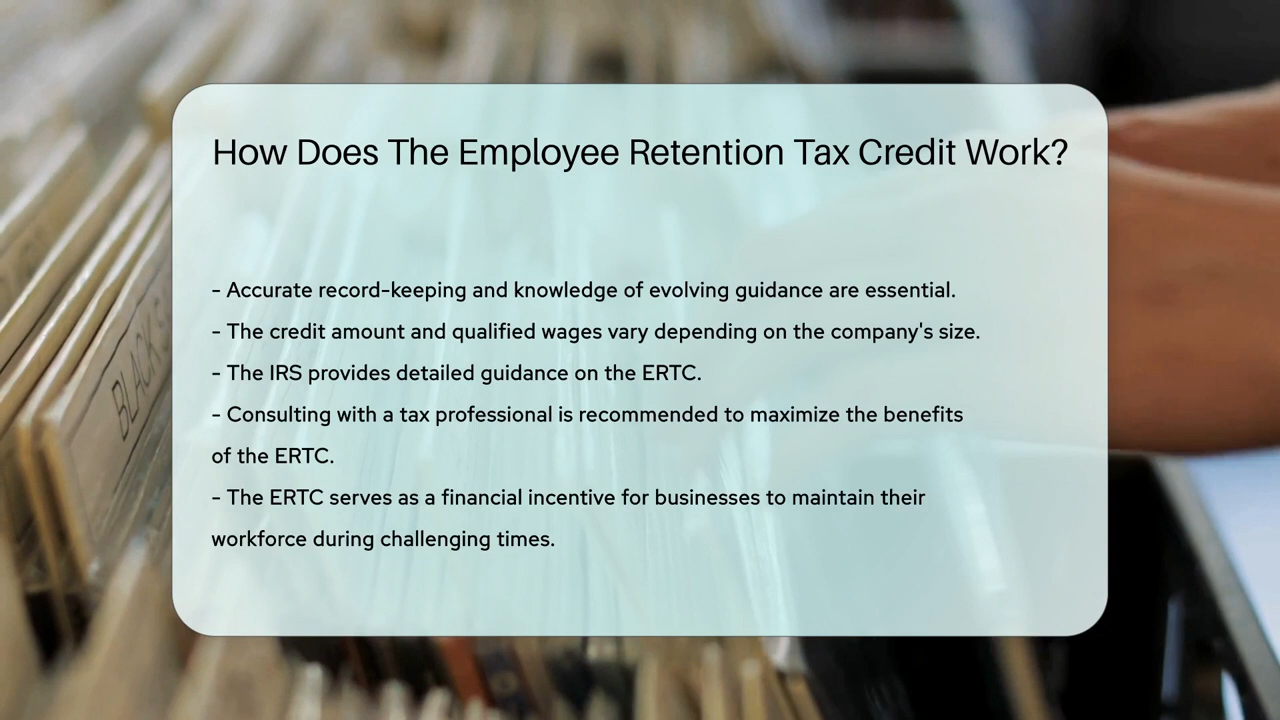 How Does The Employee Retention Tax Credit Work?
- Accurate record-keeping and knowledge of evolving guidance are essential.
- The credit amount and qualified wages vary depending on the company's size.
- The IRS provides detailed guidance on the ERTC.
- Consulting with a tax professional is recommended to maximize the benefits
of the ERTC.
- The ERTC serves as a financial incentive for businesses to maintain their
workforce during challenging times.
BLACK